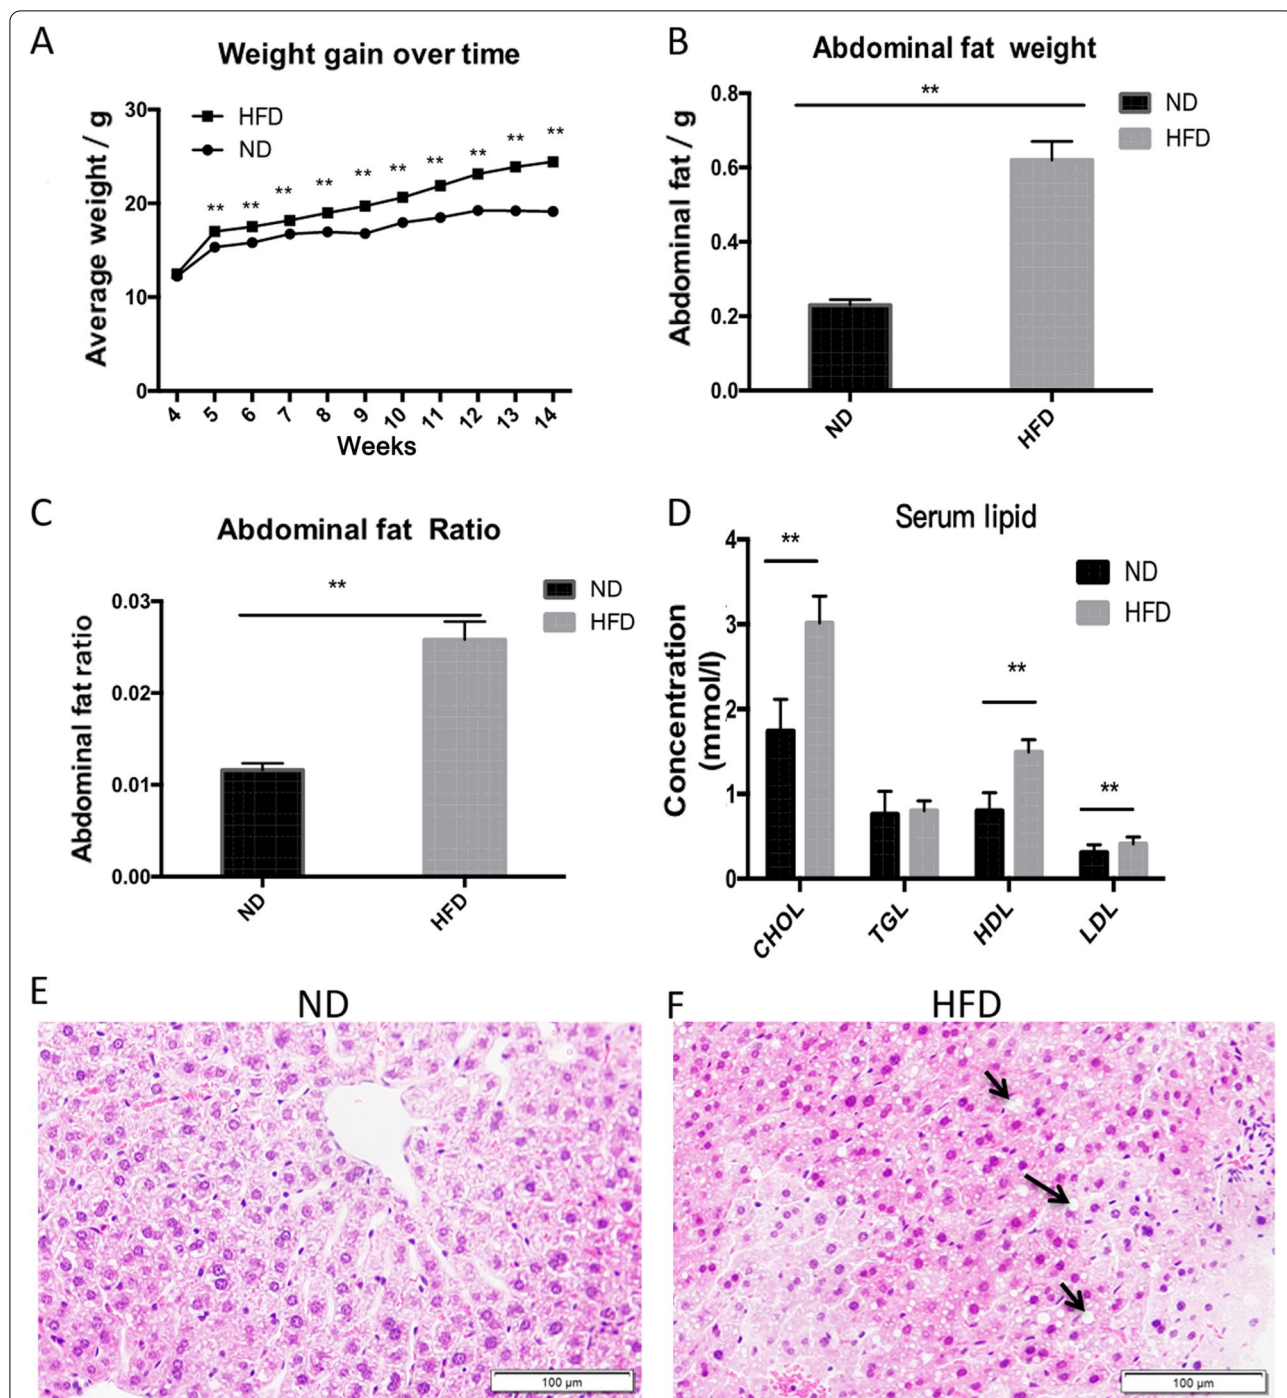 A
Weight gain over time
Average weight / g
30
20
10
0
HFD
ND
** ** ** ** ** ** ** ** ** **
4 5 6 7 8 9 10 11 12 13 14
Weeks
B
Abdominal fat weight
Abdominal fat / g
0.8
0.6
0.4
0.2
0.0
**
ND
HFD
ND HFD
C
Abdominal fat Ratio
Abdominal fat ratio
0.03
0.02
0.01
0.00
**
ND
HFD
ND HFD
D
Serum lipid
Concentration
(mmol/l)
4
3
2
1
0
** ** **
ND
HFD
CHOL TGL HDL LDL
E
ND
100 µm
F
HFD
100 µm